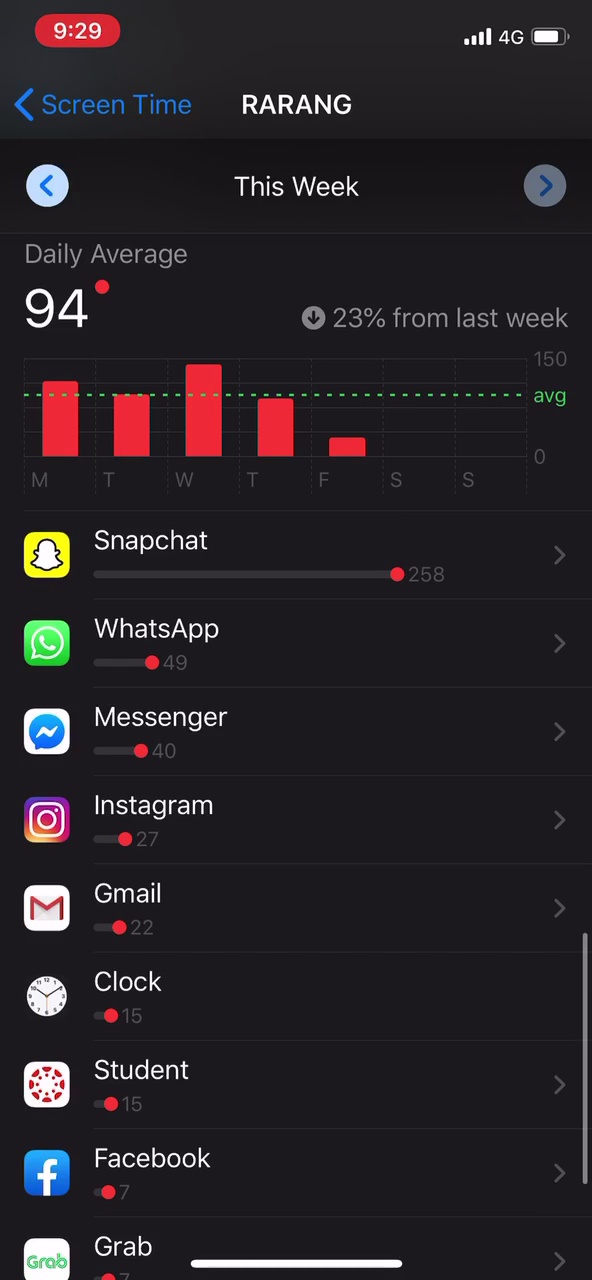 9:29
4G
Screen Time
RARANG
This Week
Daily Average
94
23% from last week
150
avg
0
M T W T F S S
Snapchat
258
WhatsApp
49
Messenger
40
Instagram
27
Gmail
22
Clock
15
Student
15
Facebook
7
Grab
Grab
7